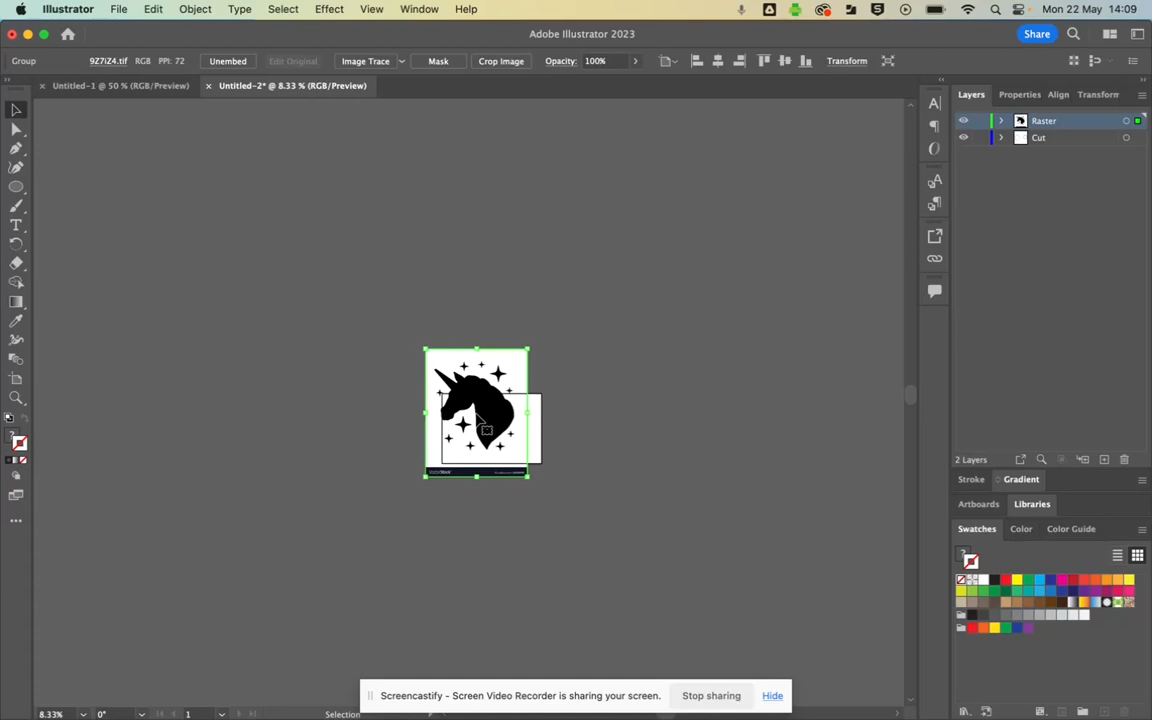 Illustrator File Edit Object Type Select Effect View Window Help Mon 22 May 14:09
Adobe Illustrator 2023 Share
Group 9Z7iZ4.tif RGB PPI: 72 Unembed Edit Original Image Trace Mask Crop Image Opacity: 100% Transform
Untitled-1 @ 50 % (RGB/Preview) Untitled-2* @ 8.33 % (RGB/Preview)
Layers Properties Align Transform
Raster
Cut
2 Layers
Stroke Gradient
Artboards Libraries
Swatches Color Color Guide
Screencastify - Screen Video Recorder is sharing your screen. Stop sharing Hide
8.33% 0° 1 Selection